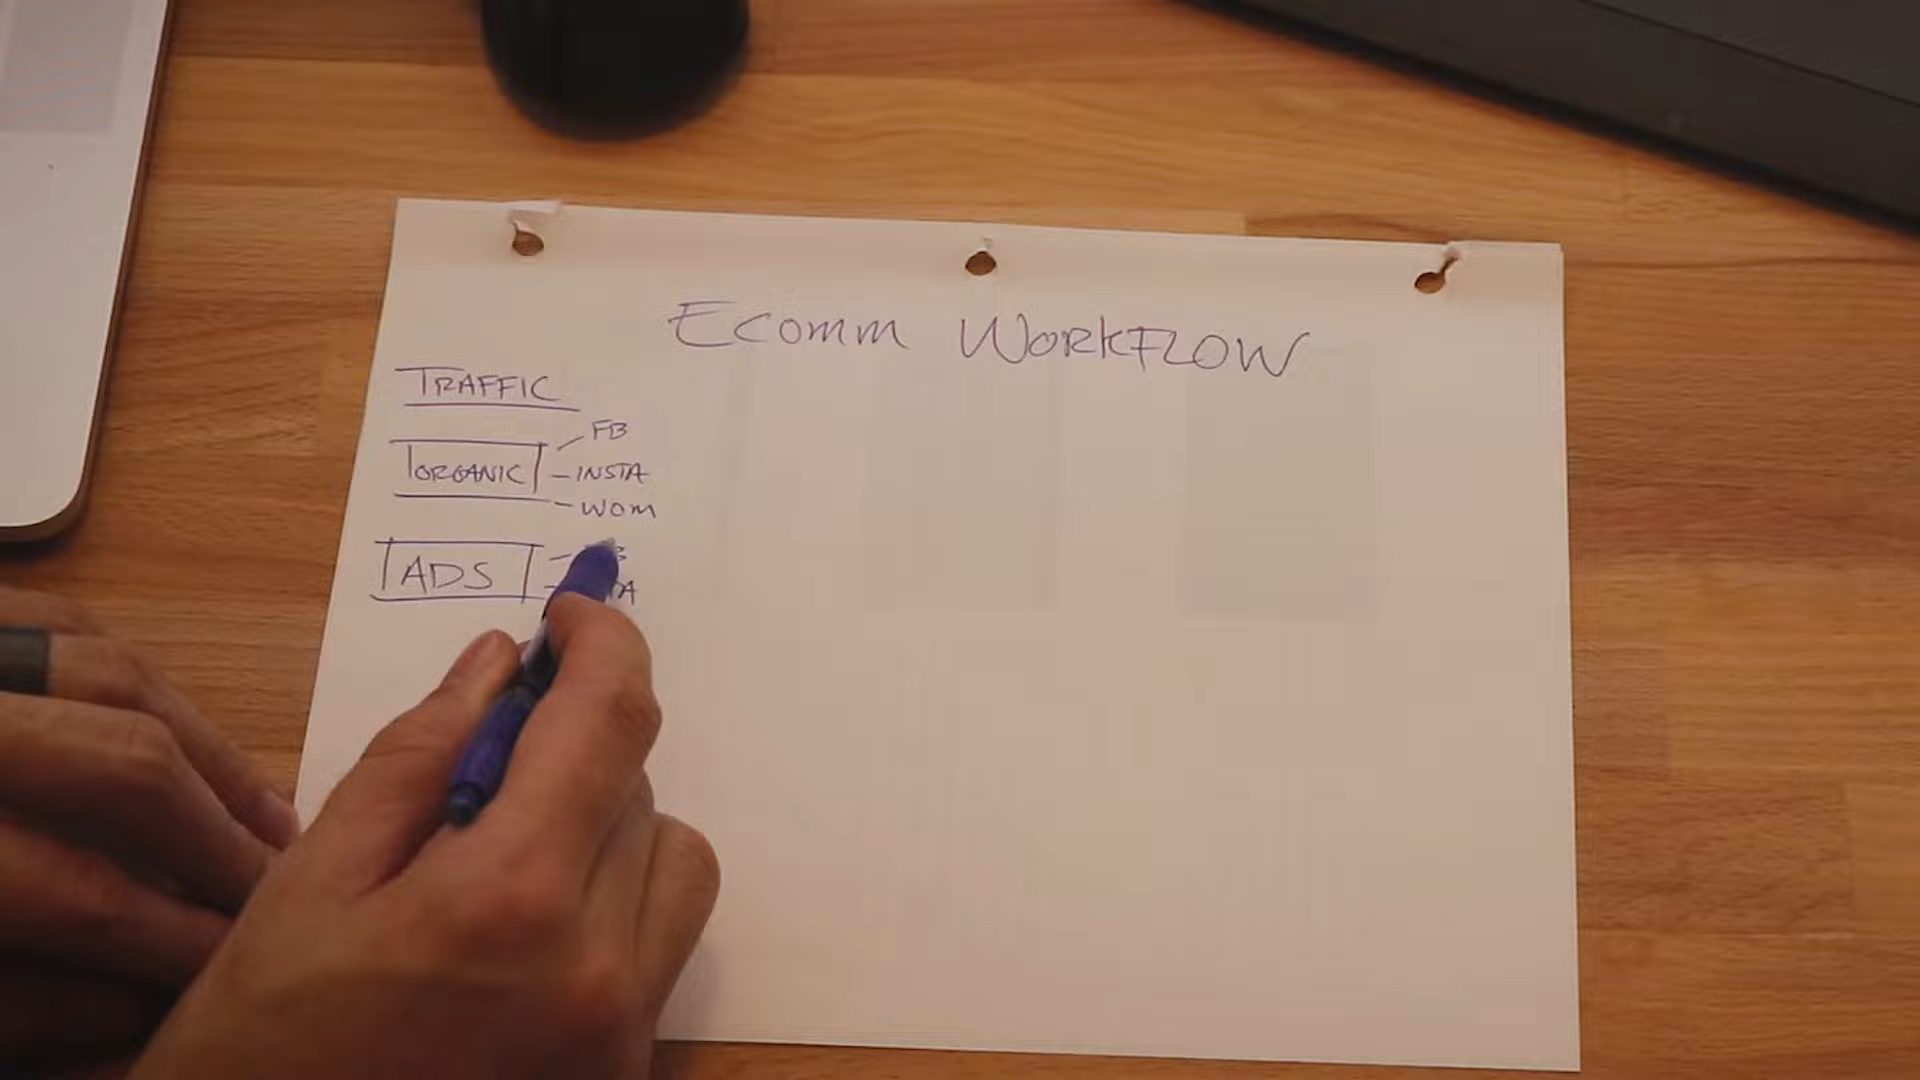 Ecomm WORKFLOW
TRAFFIC
FB
ORGANIC
INSTA
WOM
ADS